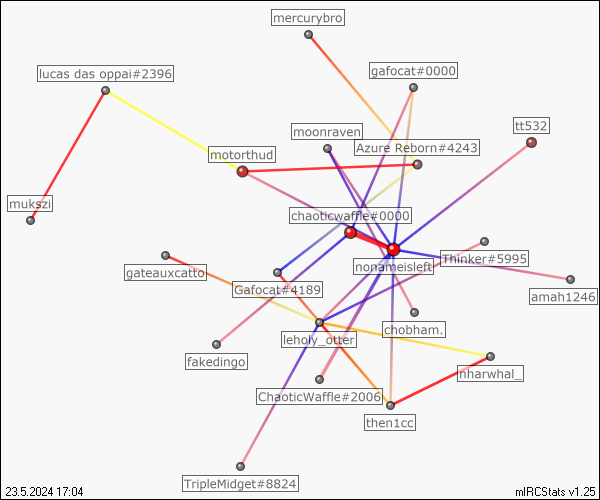 mercurybro
lucas das oppai#2396
gafocat#0000
tt532
moonraven
motorthud
Azure Reborn#4243
mukszi
chaoticwaffle#0000
nonameisleft
Thinker#5995
gateauxcatto
Gafocat#4189
amah1246
chobham.
leholy_otter
fakedingo
nharwhal_
ChaoticWaffle#2006
then1cc
TripleMidget#8824
23.5.2024 17:04
mIRCStats v1.25